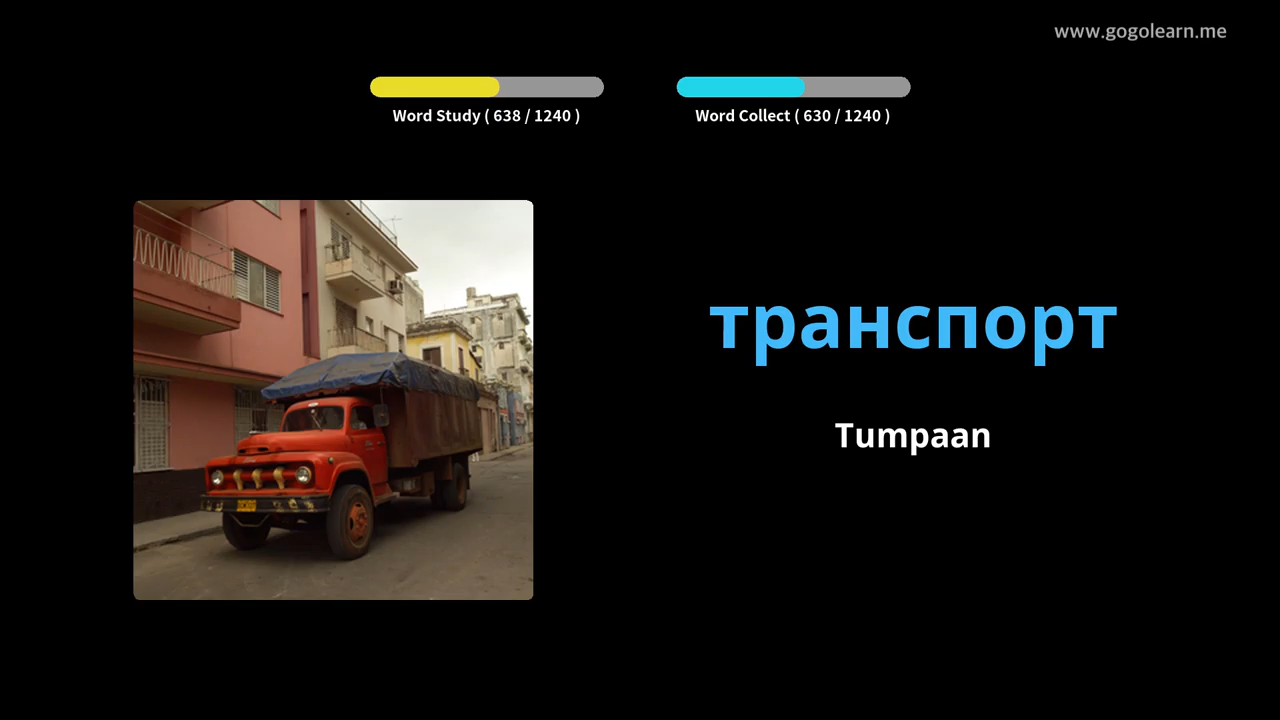 www.gogolearn.me
Word Study ( 638 / 1240 )
Word Collect ( 630 / 1240 )
транспорт
Tumpaan